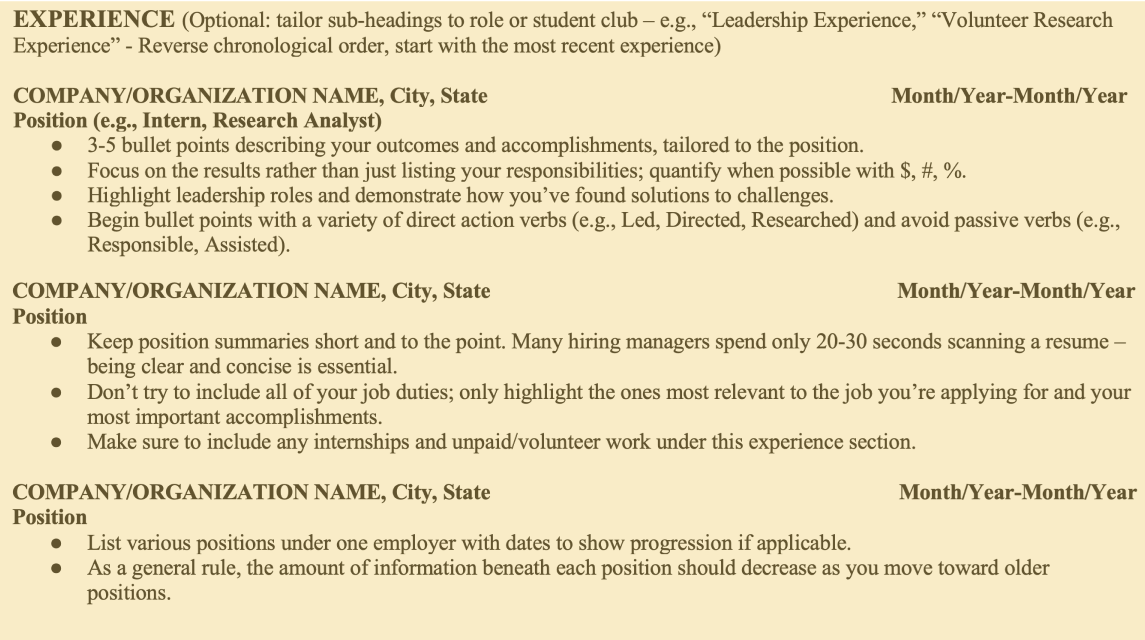 EXPERIENCE (Optional: tailor sub-headings to role or student club – e.g., “Leadership Experience,” “Volunteer Research
Experience” - Reverse chronological order, start with the most recent experience)
COMPANY/ORGANIZATION NAME, City, State Month/Year-Month/Year
Position (e.g., Intern, Research Analyst)
● 3-5 bullet points describing your outcomes and accomplishments, tailored to the position.
● Focus on the results rather than just listing your responsibilities; quantify when possible with $, #, %.
● Highlight leadership roles and demonstrate how you’ve found solutions to challenges.
● Begin bullet points with a variety of direct action verbs (e.g., Led, Directed, Researched) and avoid passive verbs (e.g.,
Responsible, Assisted).
COMPANY/ORGANIZATION NAME, City, State Month/Year-Month/Year
Position
● Keep position summaries short and to the point. Many hiring managers spend only 20-30 seconds scanning a resume –
being clear and concise is essential.
● Don’t try to include all of your job duties; only highlight the ones most relevant to the job you’re applying for and your
most important accomplishments.
● Make sure to include any internships and unpaid/volunteer work under this experience section.
COMPANY/ORGANIZATION NAME, City, State Month/Year-Month/Year
Position
● List various positions under one employer with dates to show progression if applicable.
● As a general rule, the amount of information beneath each position should decrease as you move toward older
positions.